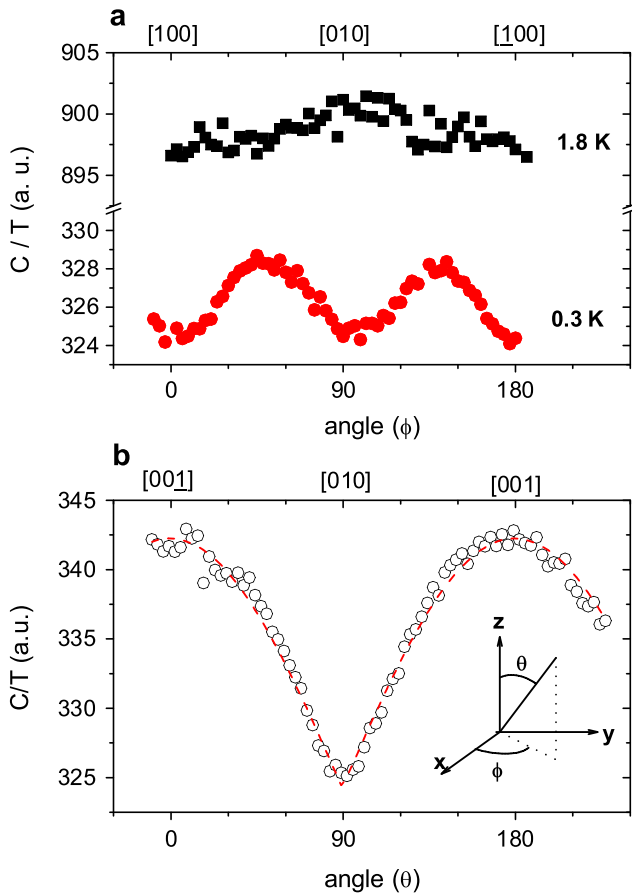 a
[100] [010] [1̲00]
905
900
895
330
328
326
324
C / T (a. u.)
1.8 K
0.3 K
0 90 180
angle (ϕ)
b
[001̲] [010] [001]
345
340
335
330
325
C/T (a.u.)
z
θ
y
x
ϕ
0 90 180
angle (θ)